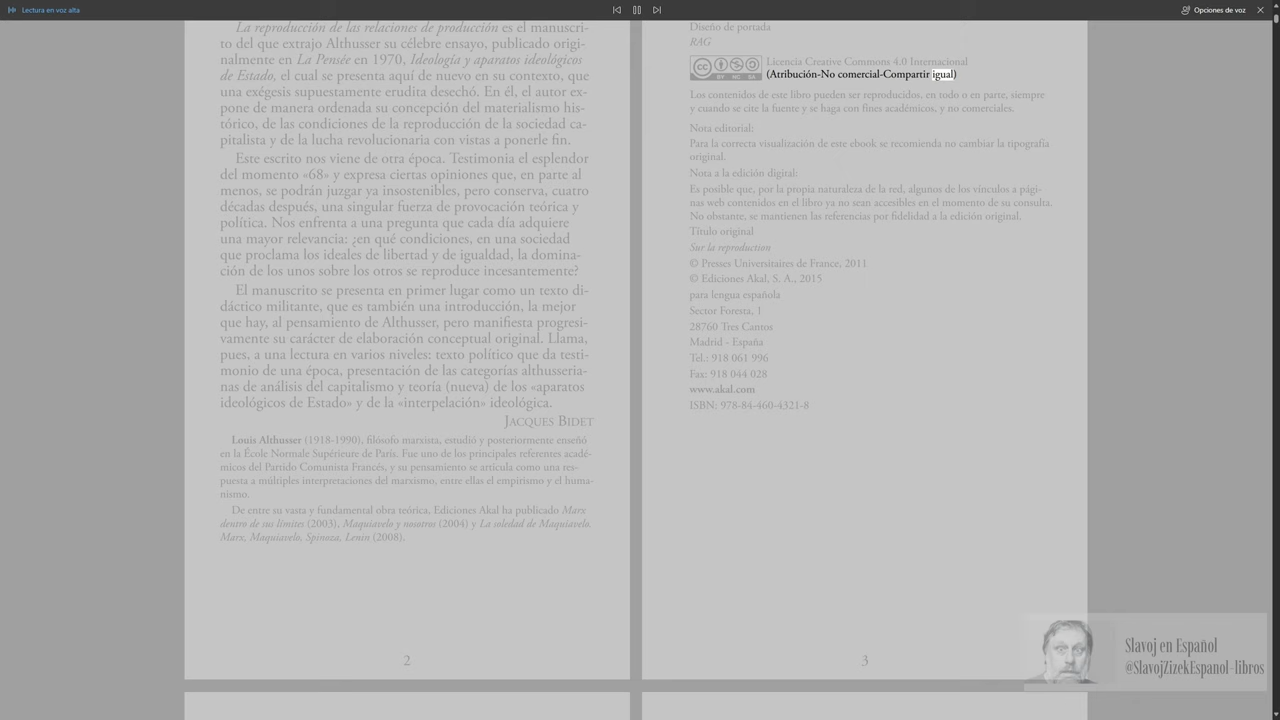 Lectura en voz alta
Opciones de voz
La reproducción de las relaciones de producción es el manuscri-
to del que extrajo Althusser su célebre ensayo, publicado origi-
nalmente en La Pensée en 1970, Ideología y aparatos ideológicos
de Estado, el cual se presenta aquí de nuevo en su contexto, que
una exégesis supuestamente erudita desechó. En él, el autor ex-
pone de manera ordenada su concepción del materialismo his-
tórico, de las condiciones de la reproducción de la sociedad ca-
pitalista y de la lucha revolucionaria con vistas a ponerle fin.
Este escrito nos viene de otra época. Testimonia el esplendor
del momento «68» y expresa ciertas opiniones que, en parte al
menos, se podrán juzgar ya insostenibles, pero conserva, cuatro
décadas después, una singular fuerza de provocación teórica y
política. Nos enfrenta a una pregunta que cada día adquiere
una mayor relevancia: ¿en qué condiciones, en una sociedad
que proclama los ideales de libertad y de igualdad, la domina-
ción de los unos sobre los otros se reproduce incesantemente?
El manuscrito se presenta en primer lugar como un texto di-
dáctico militante, que es también una introducción, la mejor
que hay, al pensamiento de Althusser, pero manifiesta progresi-
vamente su carácter de elaboración conceptual original. Llama,
pues, a una lectura en varios niveles: texto político que da testi-
monio de una época, presentación de las categorías althusseria-
nas de análisis del capitalismo y teoría (nueva) de los «aparatos
ideológicos de Estado» y de la «interpelación» ideológica.
JACQUES BIDET
Louis Althusser (1918-1990), filósofo marxista, estudió y posteriormente enseñó
en la École Normale Supérieure de París. Fue uno de los principales referentes acadé-
micos del Partido Comunista Francés, y su pensamiento se articula como una res-
puesta a múltiples interpretaciones del marxismo, entre ellas el empirismo y el huma-
nismo.
De entre su vasta y fundamental obra teórica, Ediciones Akal ha publicado Marx
dentro de sus límites (2003), Maquiavelo y nosotros (2004) y La soledad de Maquiavelo.
Marx, Maquiavelo, Spinoza, Lenin (2008).
2
Diseño de portada
RAG
CC BY NC SA
Licencia Creative Commons 4.0 Internacional
(Atribución-No comercial-Compartir igual)
Los contenidos de este libro pueden ser reproducidos, en todo o en parte, siempre
y cuando se cite la fuente y se haga con fines académicos, y no comerciales.
Nota editorial:
Para la correcta visualización de este ebook se recomienda no cambiar la tipografía
original.
Nota a la edición digital:
Es posible que, por la propia naturaleza de la red, algunos de los vínculos a pági-
nas web contenidos en el libro ya no sean accesibles en el momento de su consulta.
No obstante, se mantienen las referencias por fidelidad a la edición original.
Título original
Sur la reproduction
© Presses Universitaires de France, 2011
© Ediciones Akal, S. A., 2015
para lengua española
Sector Foresta, 1
28760 Tres Cantos
Madrid - España
Tel.: 918 061 996
Fax: 918 044 028
www.akal.com
ISBN: 978-84-460-4321-8
3
Slavoj en Español
@SlavojZizekEspanol-libros